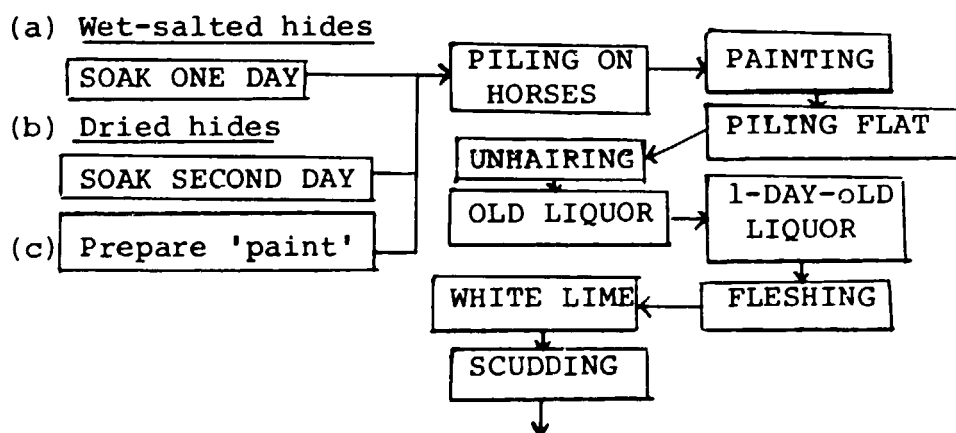 (a) Wet-salted hides
SOAK ONE DAY
(b) Dried hides
SOAK SECOND DAY
(c) Prepare 'paint'
PILING ON
HORSES
PAINTING
PILING FLAT
UNHAIRING
OLD LIQUOR
1-DAY-OLD
LIQUOR
FLESHING
WHITE LIME
SCUDDING